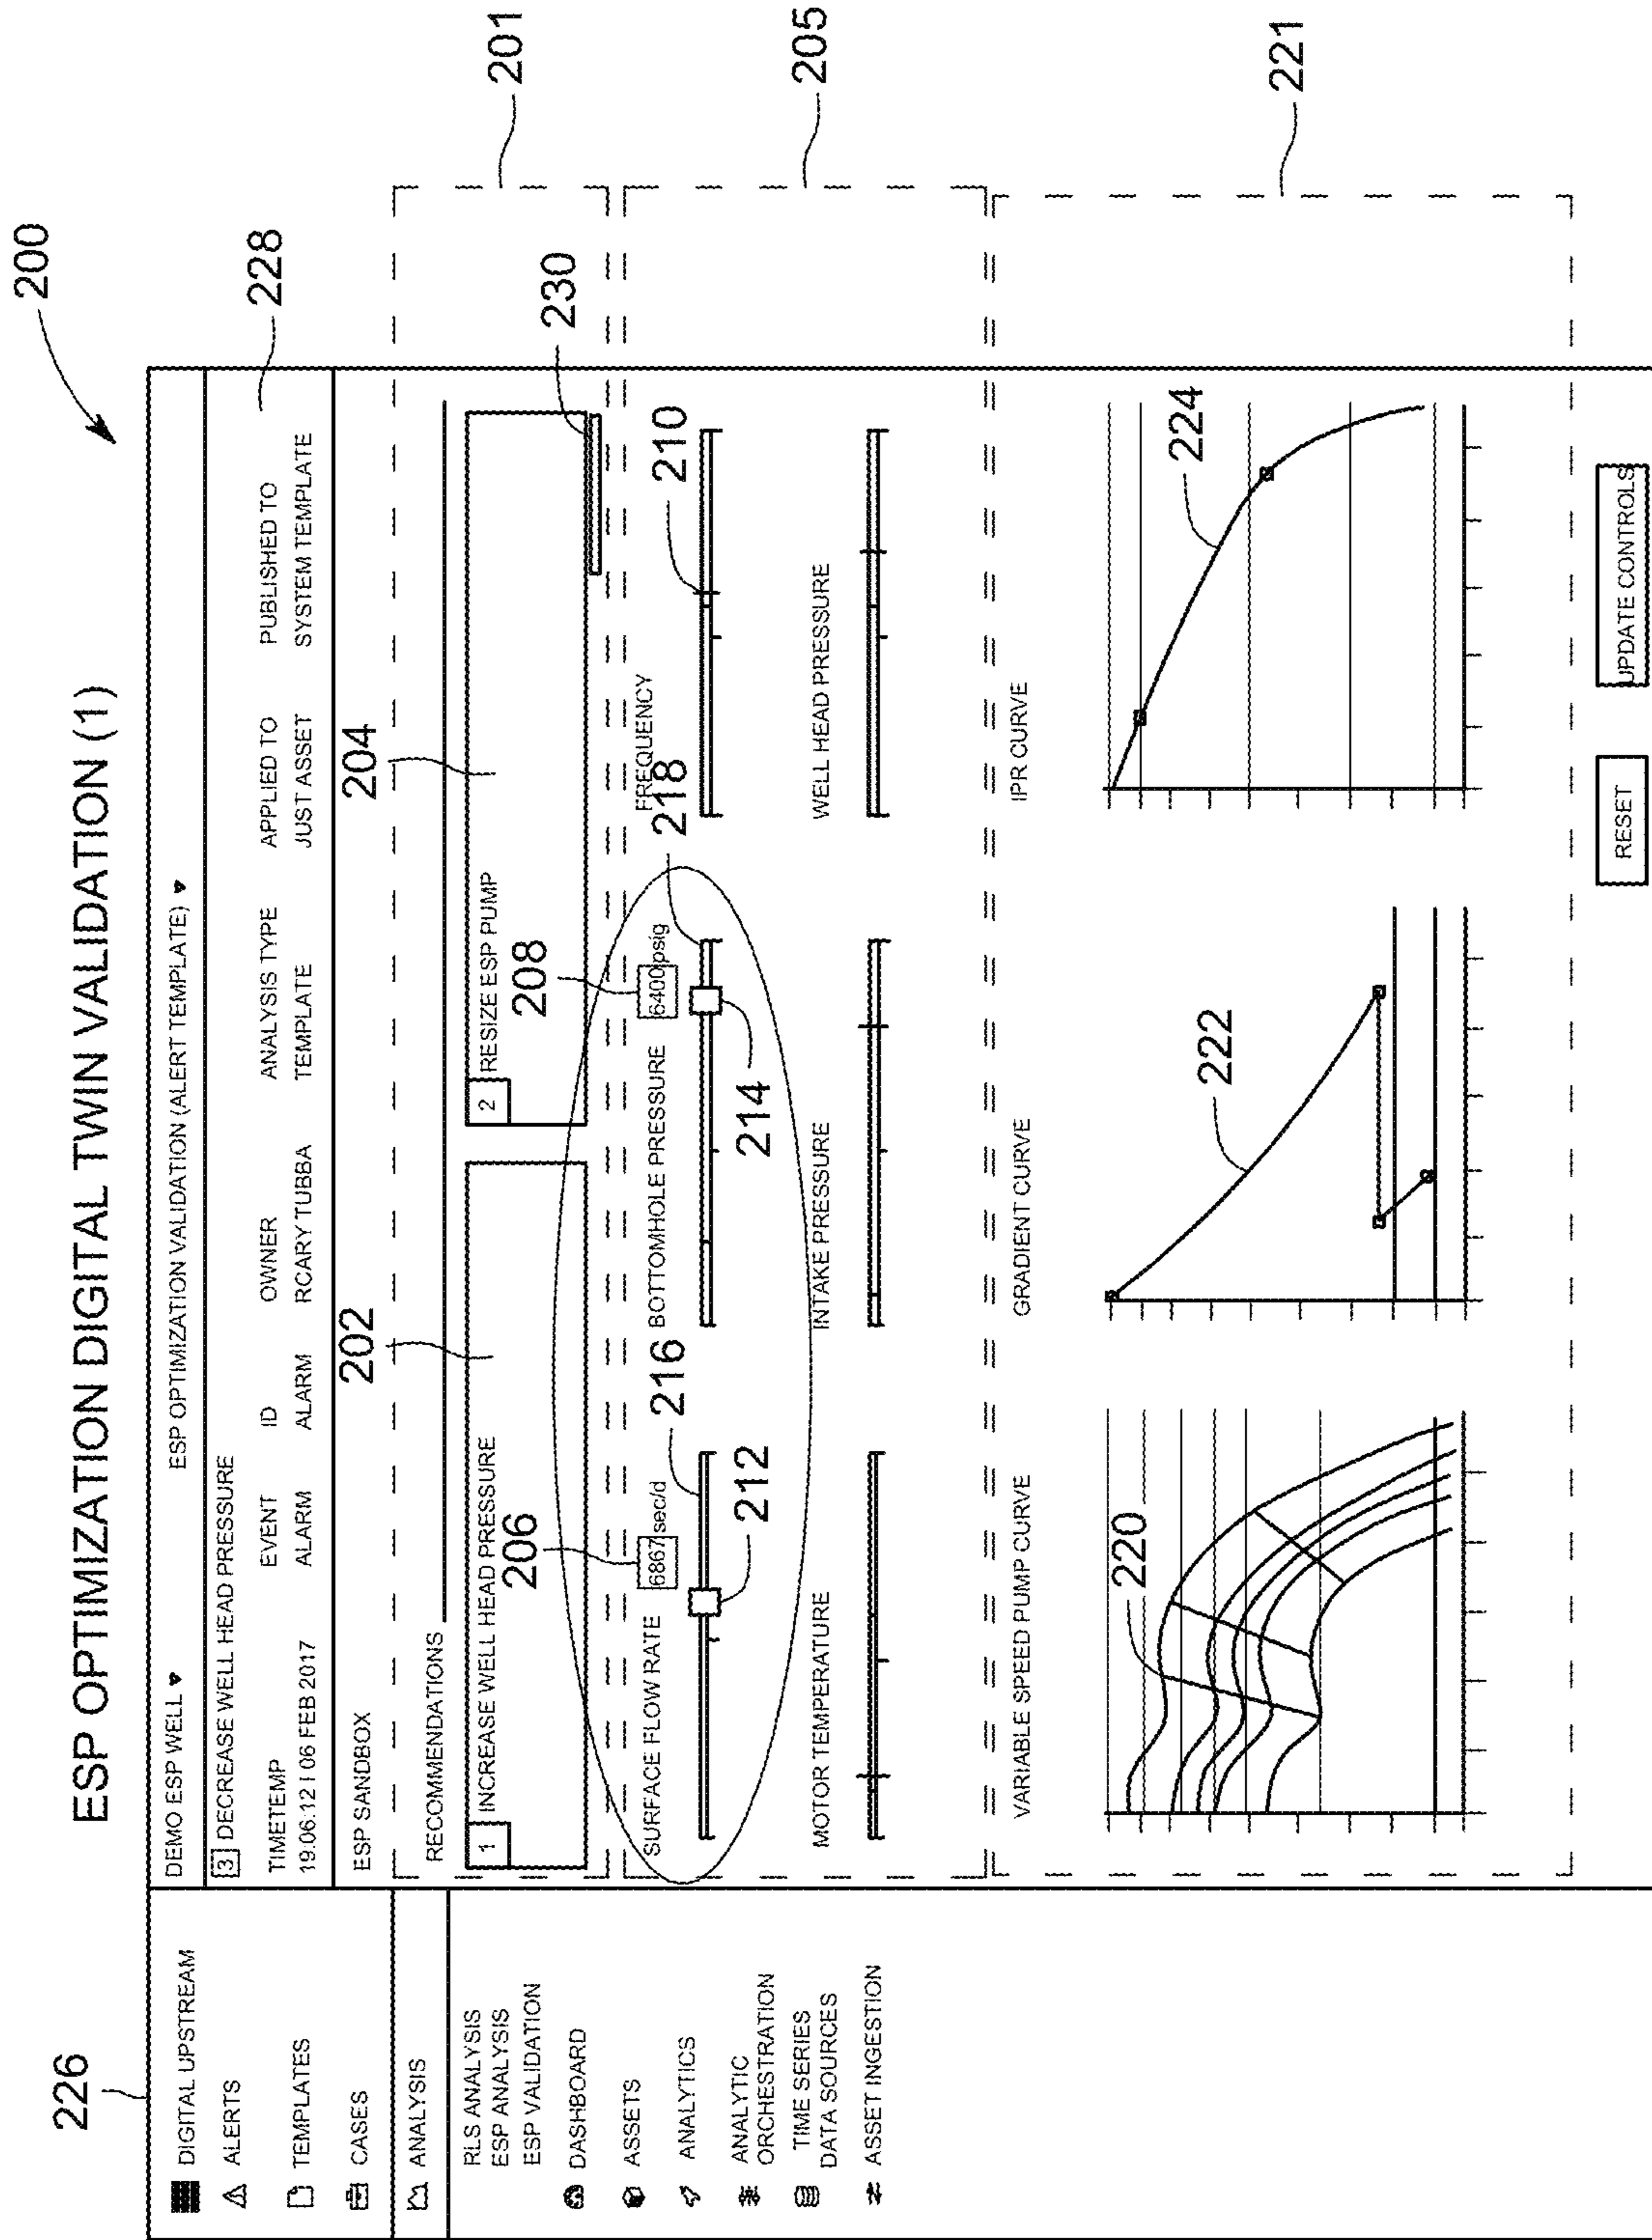 200
ESP OPTIMIZATION DIGITAL TWIN VALIDATION (1)
226
DIGITAL UPSTREAM
ALERTS
TEMPLATES
CASES
ANALYSIS
RLS ANALYSIS
ESP ANALYSIS
ESP VALIDATION
DASHBOARD
ASSETS
ANALYTICS
ANALYTIC
ORCHESTRATION
TIME SERIES
DATA SOURCES
ASSET INGESTION
DEMO ESP WELL ESP OPTIMIZATION VALIDATION (ALERT TEMPLATE)
3 DECREASE WELL HEAD PRESSURE
228
TIMETEMP EVENT ID OWNER ANALYSIS TYPE APPLIED TO PUBLISHED TO
19:06:12 I 06 FEB 2017 ALARM ALARM RCARY TUBBA TEMPLATE JUST ASSET SYSTEM TEMPLATE
ESP SANDBOX
202 204
201
RECOMMENDATIONS
1 INCREASE WELL HEAD PRESSURE
2 RESIZE ESP PUMP
206 208 230
SURFACE FLOW RATE 6867 sec/d BOTTOMHOLE PRESSURE 6400 psig FREQUENCY
216 218 210
212 214
205
MOTOR TEMPERATURE INTAKE PRESSURE WELL HEAD PRESSURE
VARIABLE SPEED PUMP CURVE GRADIENT CURVE IPR CURVE
220 222 224
221
RESET UPDATE CONTROLS